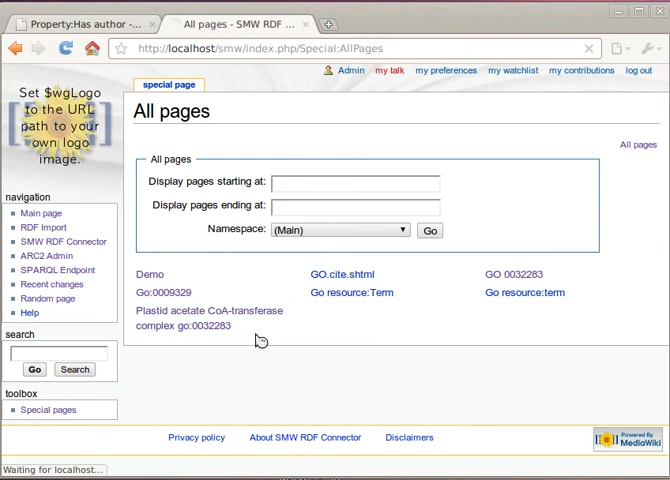 Property:Has author -...
All pages - SMW RDF ...
http://localhost/smw/index.php/Special:AllPages
Admin my talk my preferences my watchlist my contributions log out
Set $wgLogo
to the URL
path to your
own logo
image.
special page
All pages
All pages
All pages
Display pages starting at:
Display pages ending at:
Namespace: (Main) Go
Demo GO.cite.shtml GO 0032283
Go:0009329 Go resource:Term Go resource:term
Plastid acetate CoA-transferase
complex go:0032283
navigation
Main page
RDF Import
SMW RDF Connector
ARC2 Admin
SPARQL Endpoint
Recent changes
Random page
Help
search
Go Search
toolbox
Special pages
Privacy policy About SMW RDF Connector Disclaimers
Powered By
MediaWiki
Waiting for localhost...